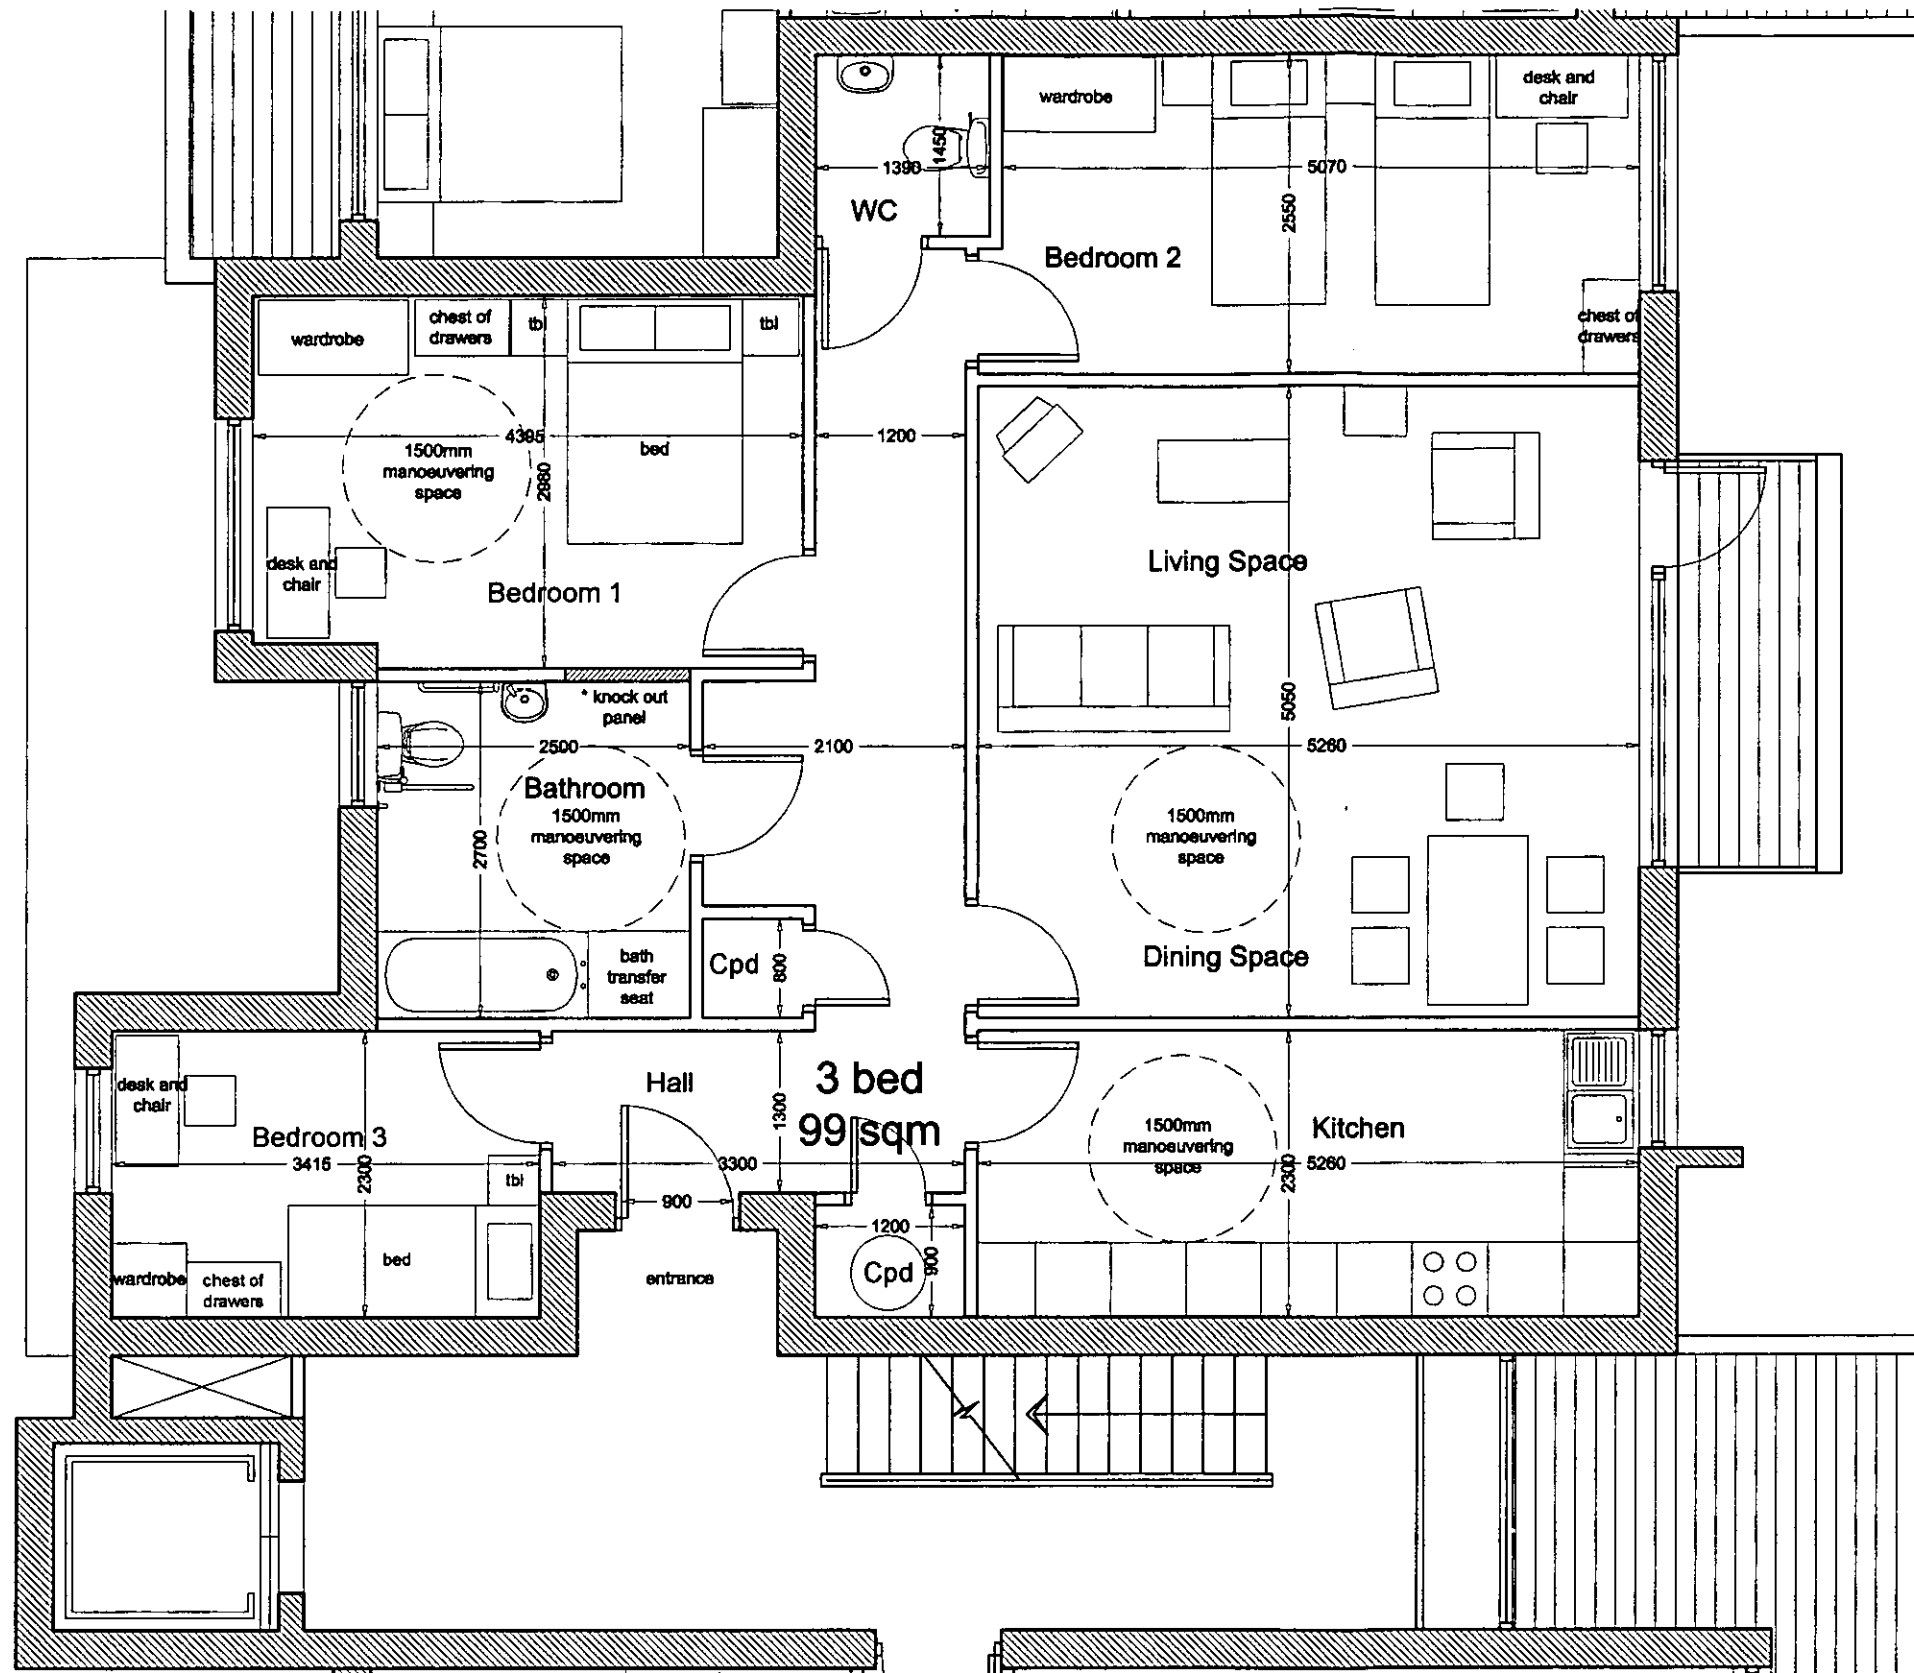 desk and
chair
wardrobe
1450
1390
5070
WC
2550
Bedroom 2
chest of
drawers
wardrobe
chest of
drawers
tbl
tbl
4395
1200
1500mm
manoeuvering
space
bed
2980
desk and
chair
Bedroom 1
Living Space
* knock out
panel
5050
2500
2100
5260
Bathroom
1500mm
manoeuvering
space
2700
1500mm
manoeuvering
space
bath
transfer
seat
Cpd
800
Dining Space
desk and
chair
Hall
3 bed
99 sqm
1300
Bedroom 3
3415
2300
tbl
3300
900
1500mm
manoeuvering
space
Kitchen
5260
2300
1200
900
Cpd
wardrobe
chest of
drawers
bed
entrance